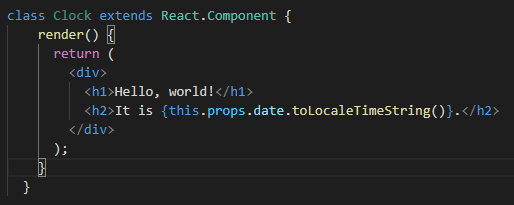 class Clock extends React.Component {
    render() {
      return (
        <div>
          <h1>Hello, world!</h1>
          <h2>It is {this.props.date.toLocaleTimeString()}.</h2>
        </div>
      );
    }
  }